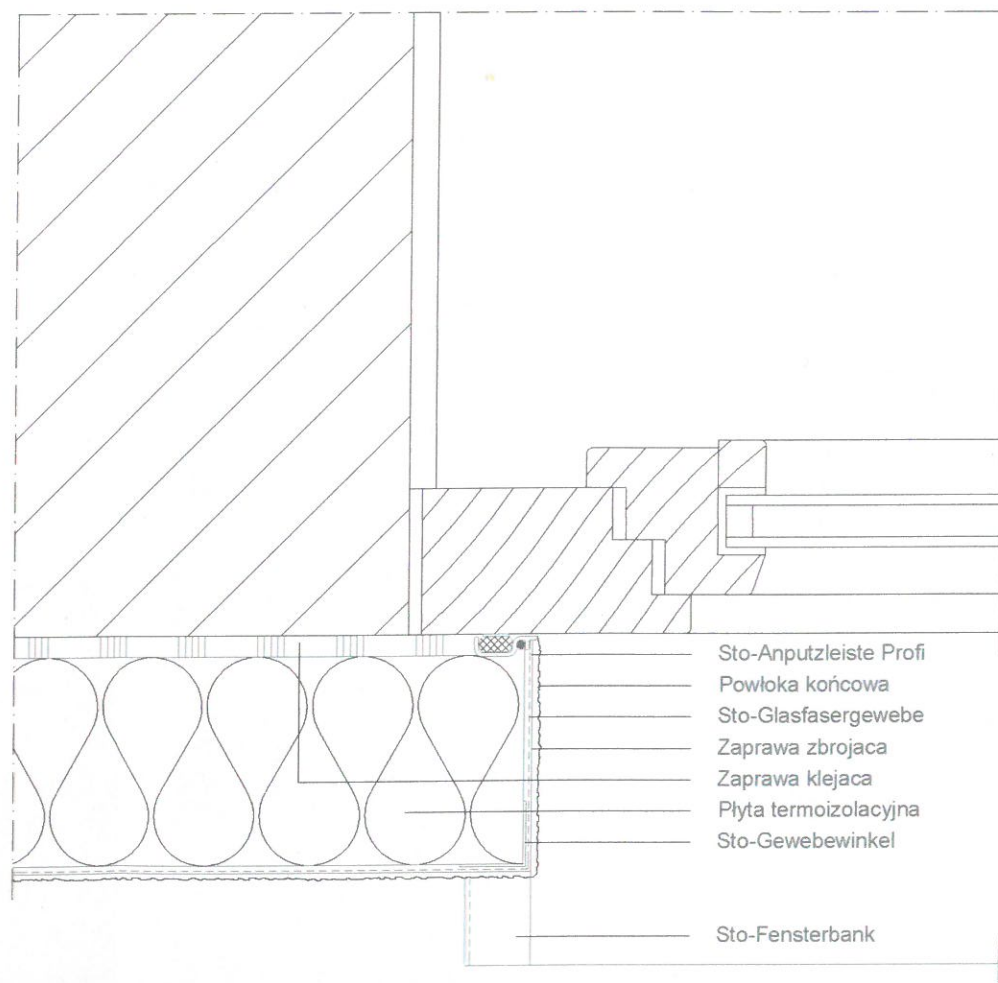 Sto-Anputzleiste Profi
Powłoka końcowa
Sto-Glasfasergewebe
Zaprawa zbrojaca
Zaprawa klejaca
Płyta termoizolacyjna
Sto-Gewebewinkel
Sto-Fensterbank